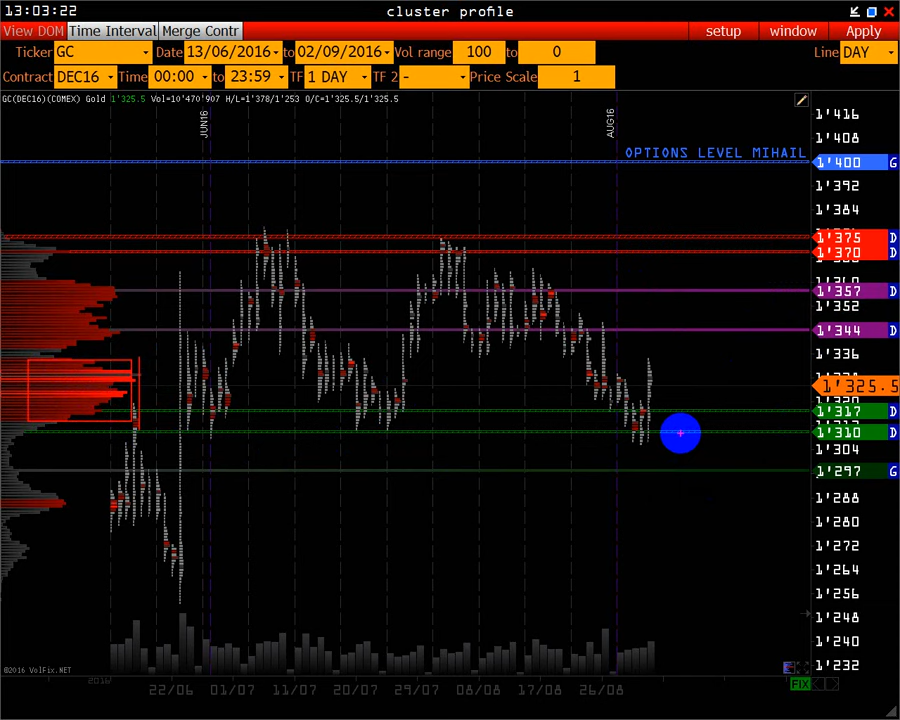 13:03:22 cluster profile
View DOM Time Interval Merge Contr setup window Apply
Ticker GC Date 13/06/2016 to 02/09/2016 Vol range 100 to 0 Line DAY
Contract DEC16 Time 00:00 to 23:59 TF 1 DAY TF 2 - Price Scale 1
GC(DEC16)(COMEX) Gold 1'325.5 Vol=10'470'907 H/L=1'378/1'253 O/C=1'325.5/1'325.5
JUN16
AUG16
1'416
1'408
OPTIONS LEVEL MIHAIL
1'400 G
1'392
1'384
1'375 D
1'370 D
1'357 D
1'352
1'344 D
1'336
1'325.5
1'317 D
1'310 D
1'304
1'297 G
1'288
1'280
1'272
1'264
1'256
1'248
1'240
1'232
©2016 VolFix.NET
FIX
2016 22/06 01/07 11/07 20/07 29/07 08/08 17/08 26/08